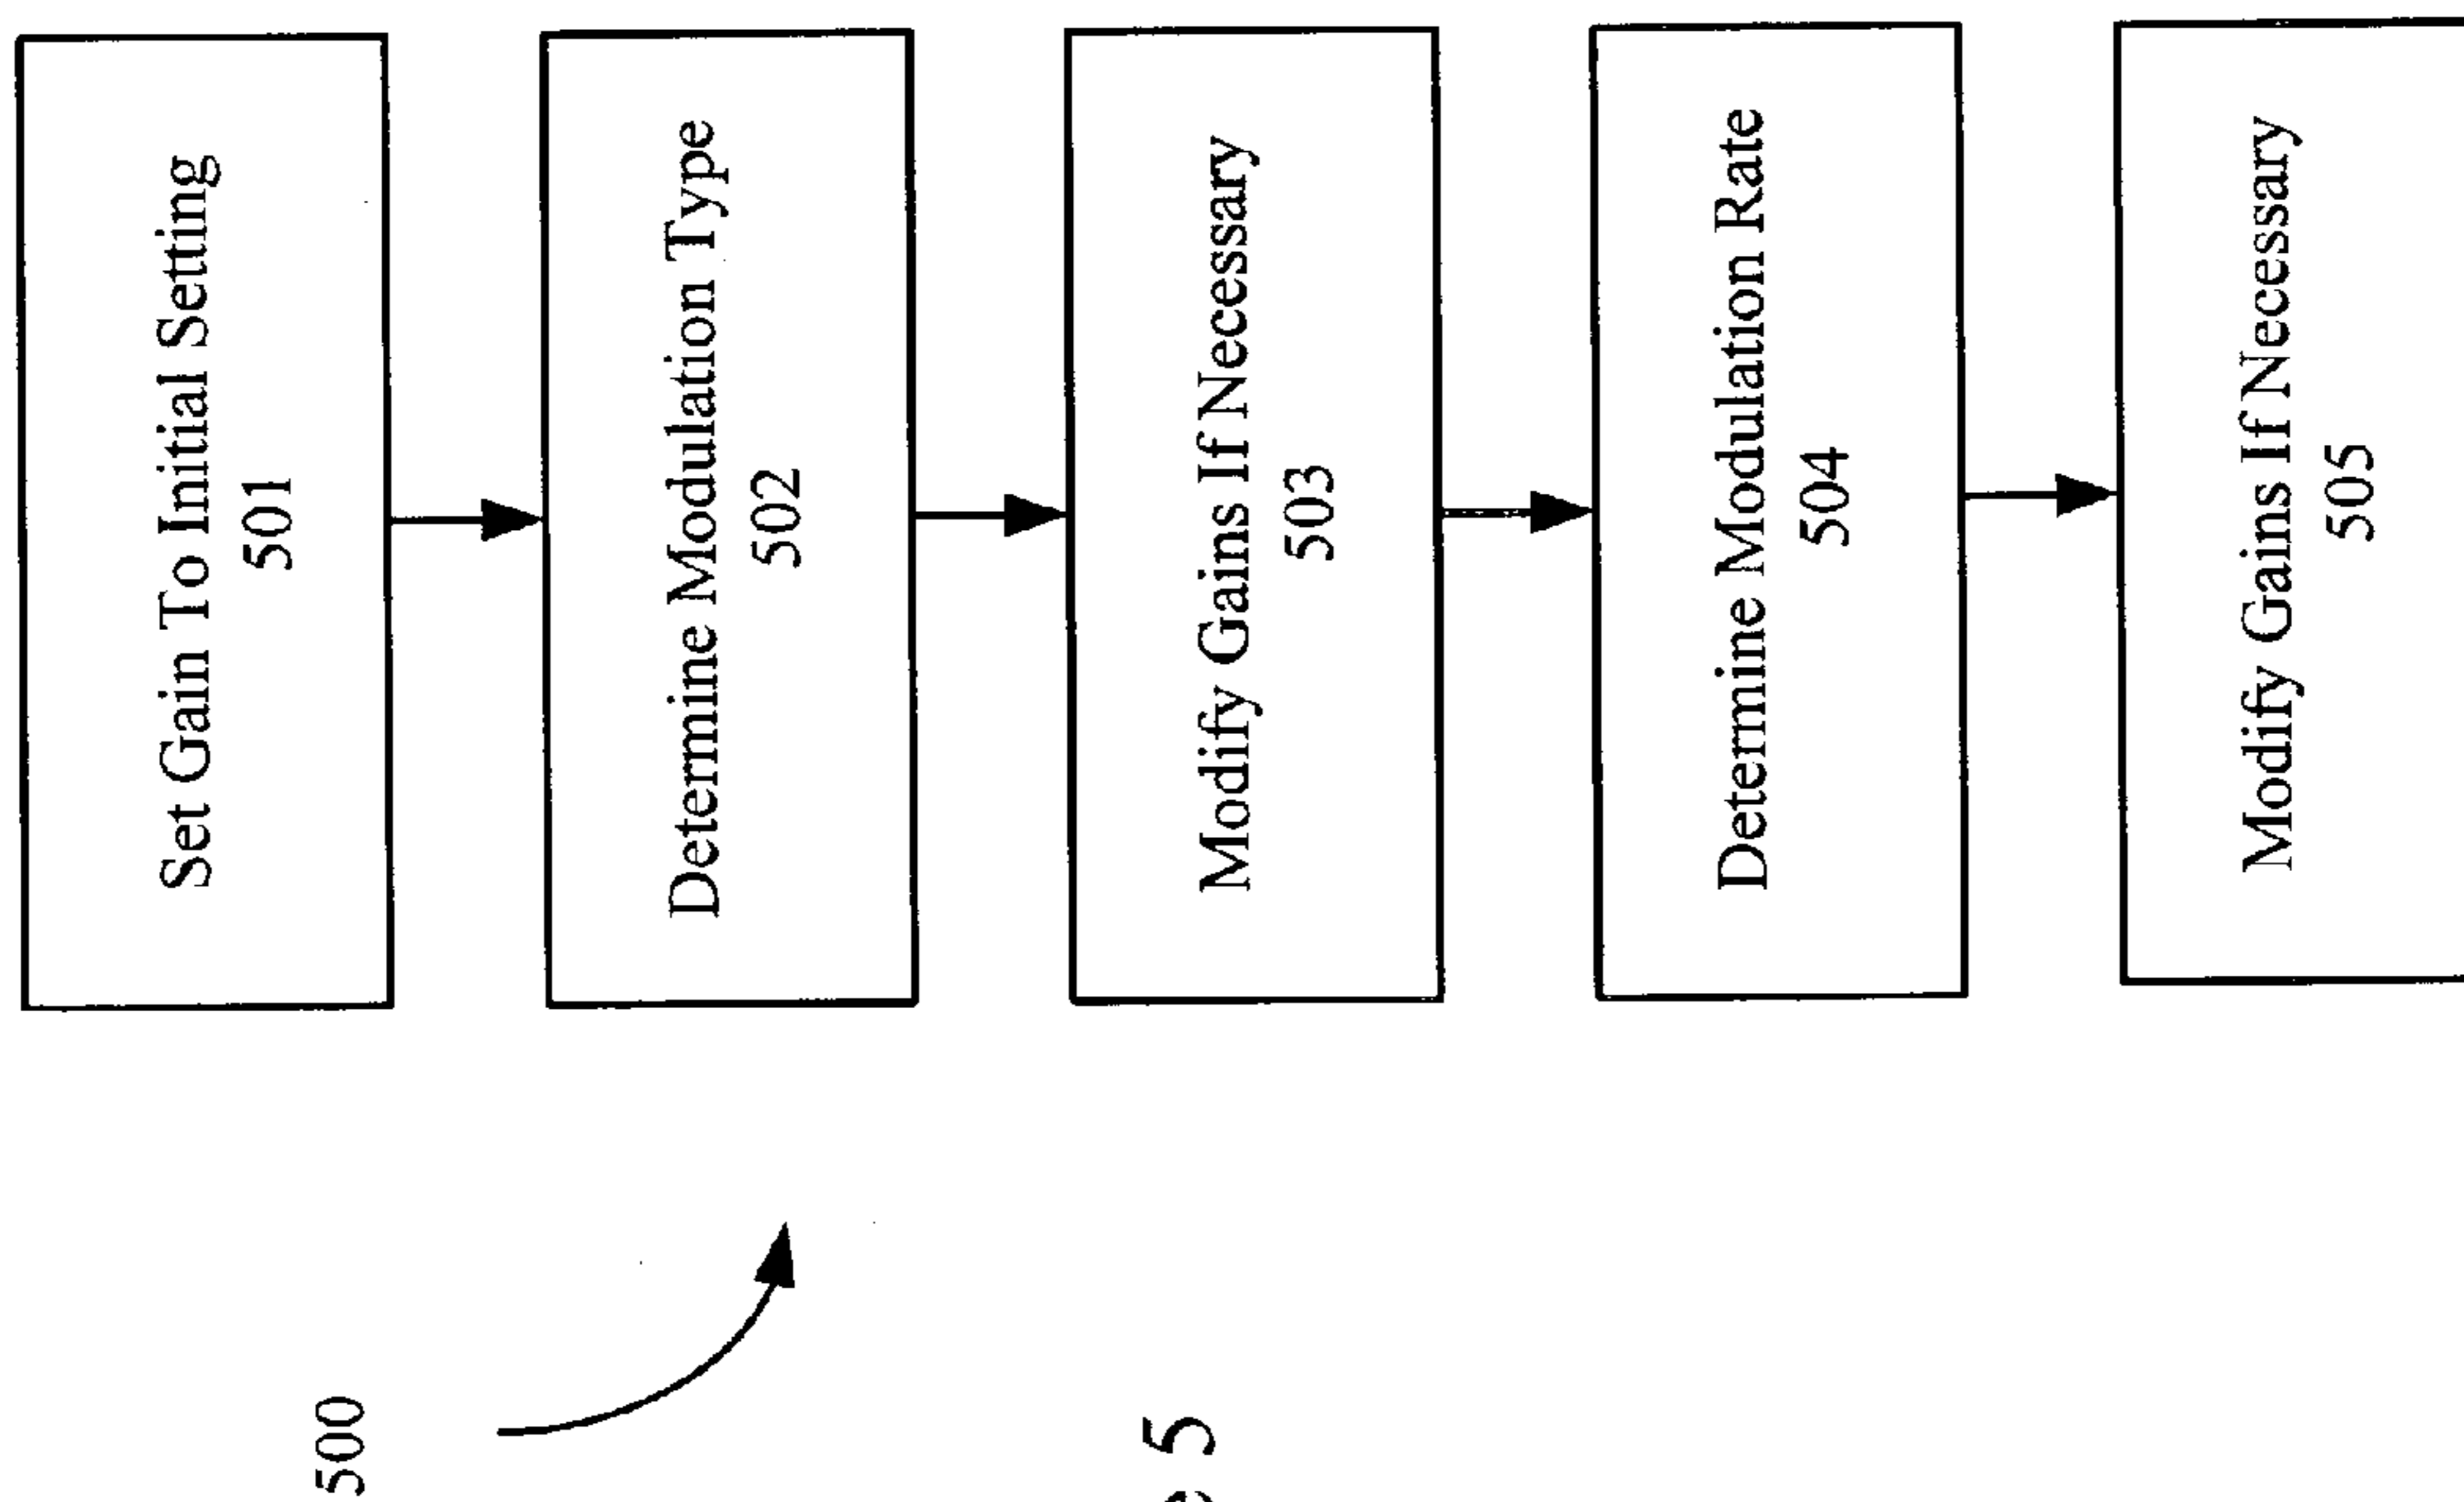 Set Gain To Initial Setting
501
Determine Modulation Type
502
Modify Gains If Necessary
503
Determine Modulation Rate
504
Modify Gains If Necessary
505
500
5